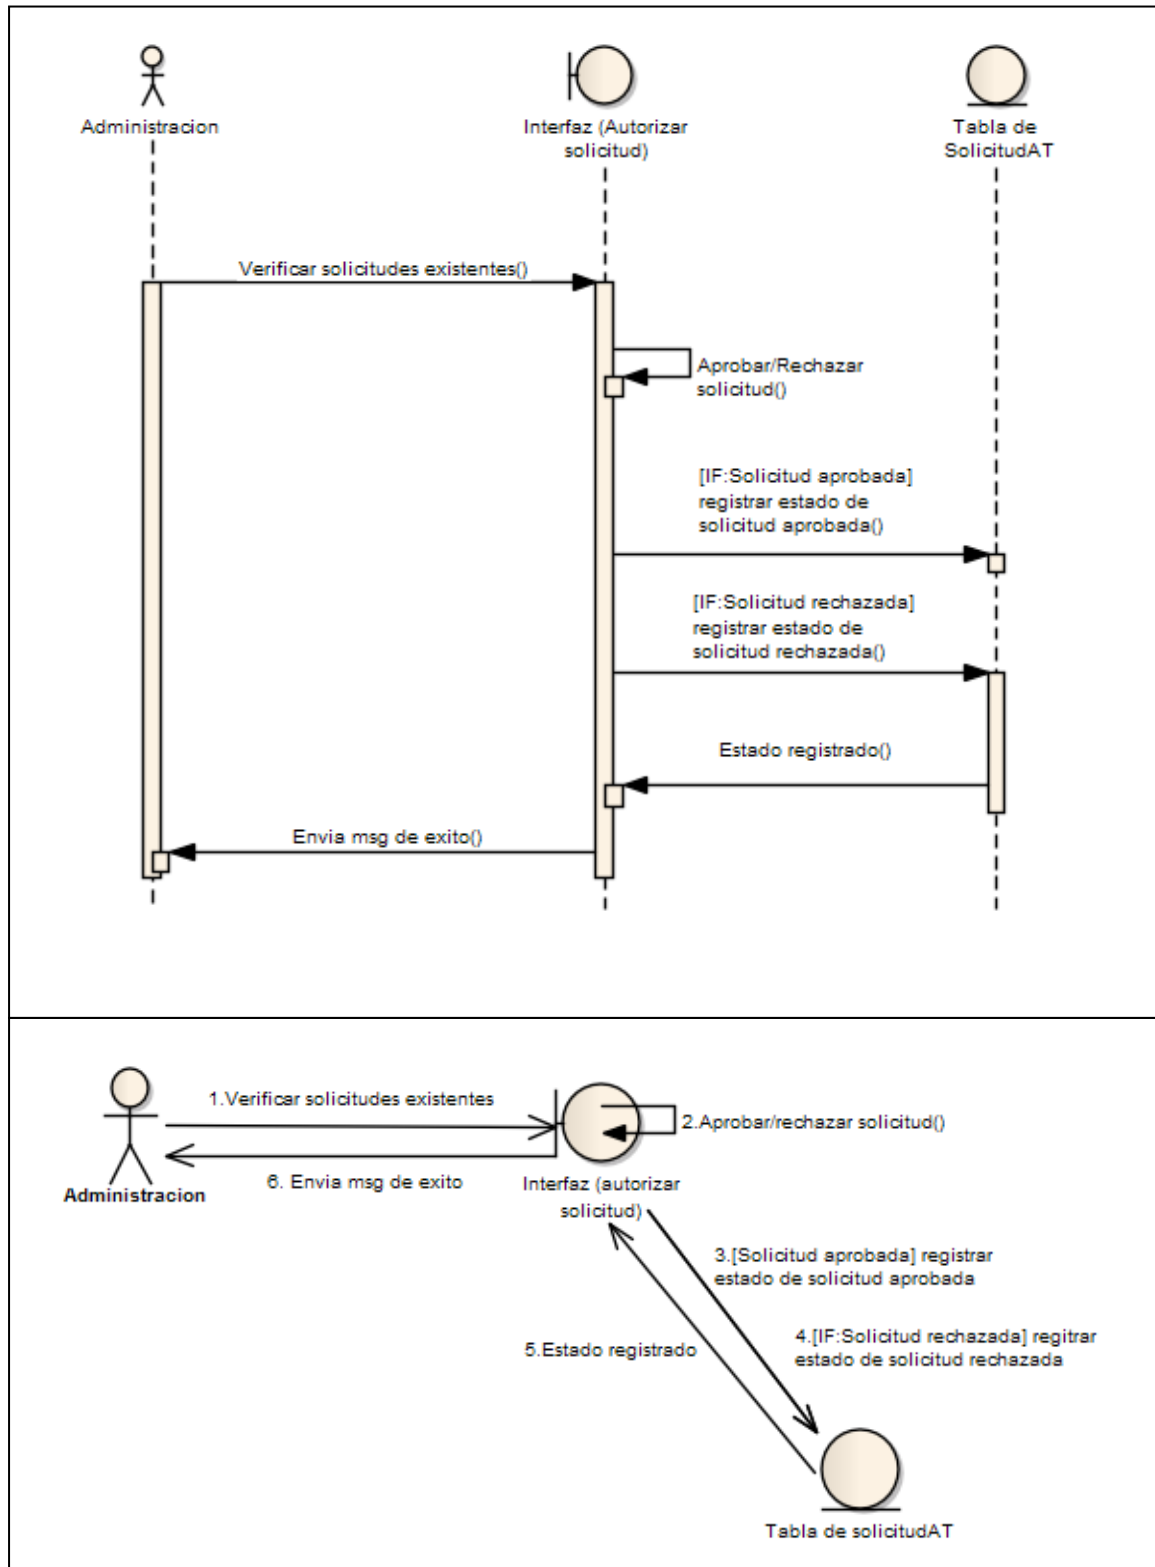 Administracion
Interfaz (Autorizar
solicitud)
Tabla de
SolicitudAT
Verificar solicitudes existentes()
Aprobar/Rechazar
solicitud()
[IF:Solicitud aprobada]
registrar estado de
solicitud aprobada()
[IF:Solicitud rechazada]
registrar estado de
solicitud rechazada()
Estado registrado()
Envia msg de exito()
1.Verificar solicitudes existentes
2.Aprobar/rechazar solicitud()
6. Envia msg de exito
Administracion
Interfaz (autorizar
solicitud)
3.[Solicitud aprobada] registrar
estado de solicitud aprobada
4.[IF:Solicitud rechazada] regitrar
estado de solicitud rechazada
5.Estado registrado
Tabla de solicitudAT